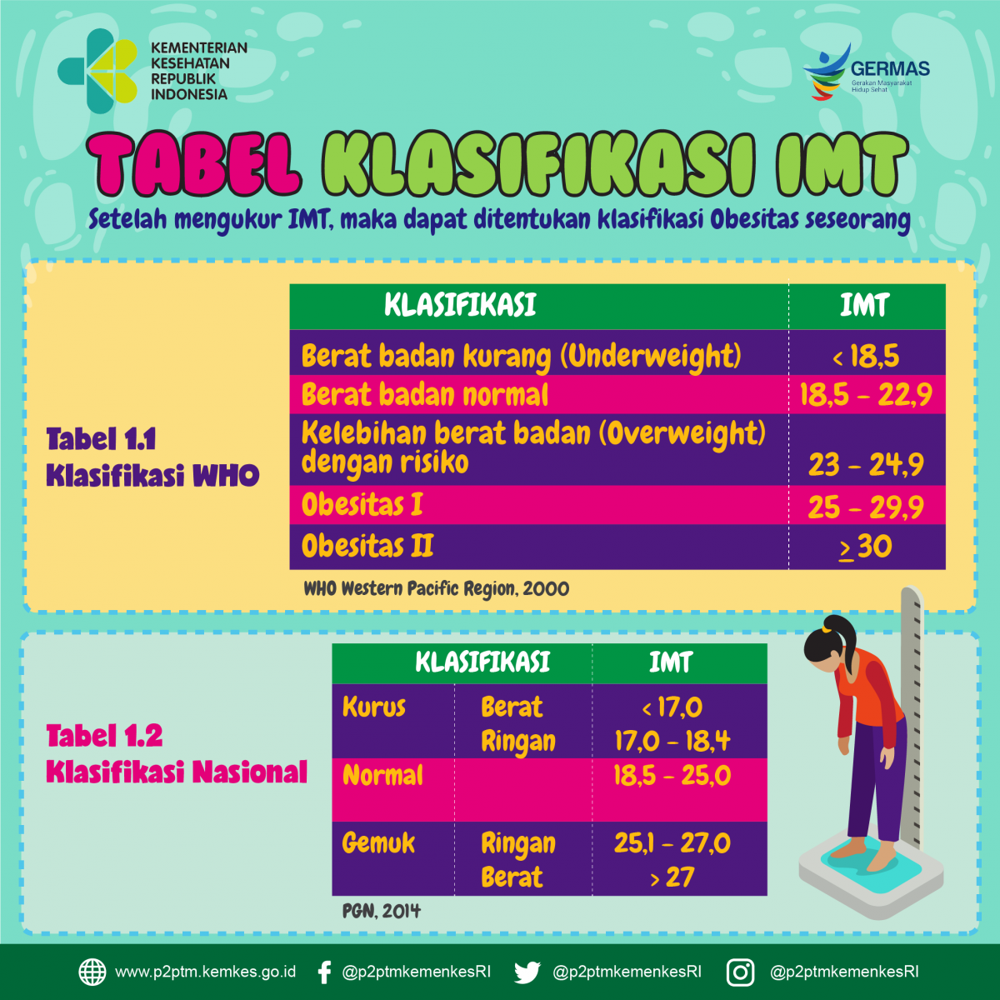 KEMENTERIAN
KESEHATAN
REPUBLIK
INDONESIA
GERMAS
Gerakan Masyarakat
Hidup Sehat
TABEL KLASIFIKASI IMT
Setelah mengukur IMT, maka dapat ditentukan klasifikasi Obesitas seseorang
Tabel 1.1
Klasifikasi WHO
KLASIFIKASI IMT
Berat badan kurang (Underweight) < 18,5
Berat badan normal 18,5 - 22,9
Kelebihan berat badan (Overweight)
dengan risiko 23 - 24,9
Obesitas I 25 - 29,9
Obesitas II ≥ 30
WHO Western Pacific Region, 2000
Tabel 1.2
Klasifikasi Nasional
KLASIFIKASI IMT
Kurus Berat < 17,0
Ringan 17,0 - 18,4
Normal 18,5 - 25,0
Gemuk Ringan 25,1 - 27,0
Berat > 27
PGN, 2014
www.p2ptm.kemkes.go.id @p2ptmkemenkesRI @p2ptmkemenkesRI @p2ptmkemenkesRI